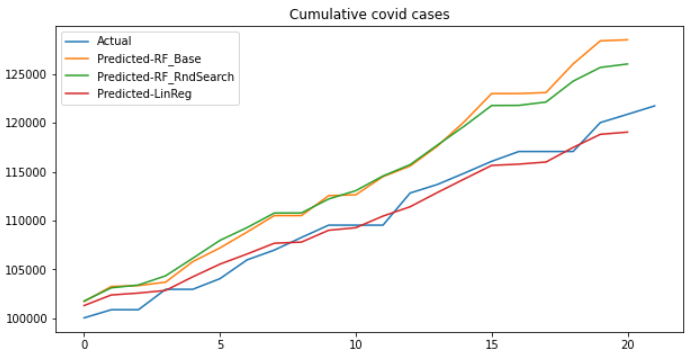 Cumulative covid cases
Actual
Predicted-RF_Base
Predicted-RF_RndSearch
Predicted-LinReg
125000
120000
115000
110000
105000
100000
0 5 10 15 20